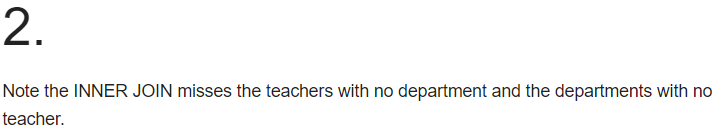 2.
Note the INNER JOIN misses the teachers with no department and the departments with no
teacher.